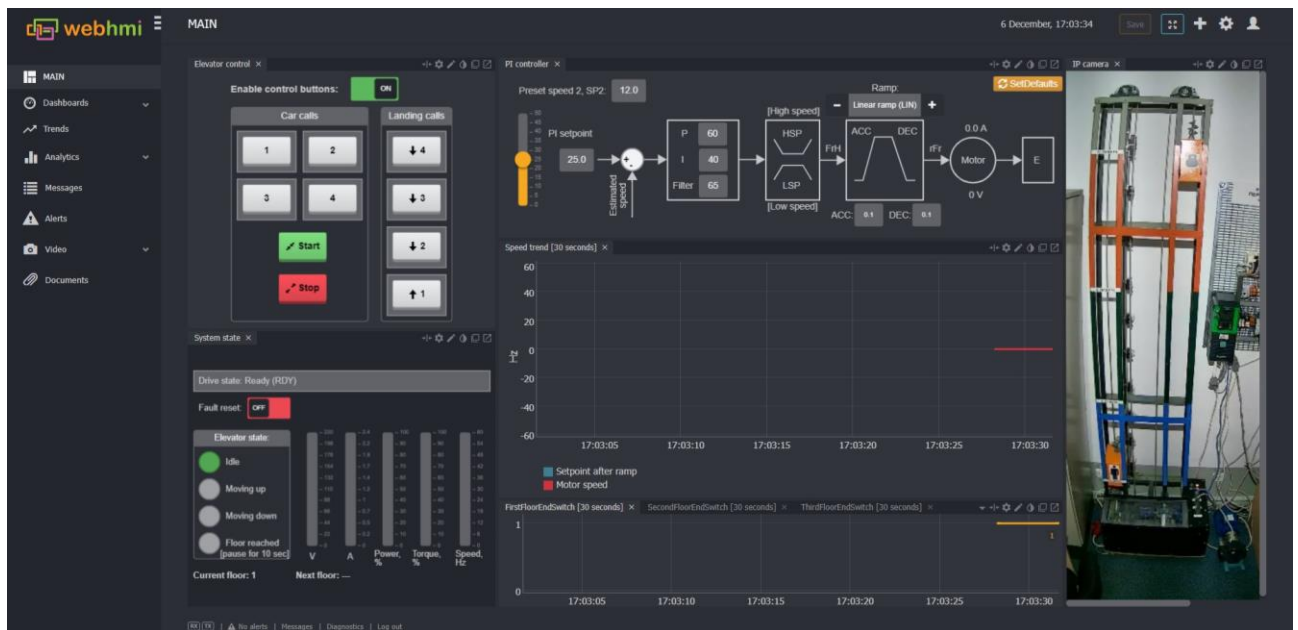 webhmi
MAIN
6 December, 17:03:34
Save
MAIN
Dashboards
Trends
Analytics
Messages
Alerts
Video
Documents
Elevator control ×
Enable control buttons: ON
Car calls
Landing calls
1 2
3 4
Start
Stop
4
3
2
1
System state ×
Drive state: Ready (RDY)
Fault reset: OFF
Elevator state:
Idle
Moving up
Moving down
Floor reached
[pause for 10 sec]
V A Power, % Torque, % Speed, Hz
Current floor: 1 Next floor: —
PI controller ×
SetDefaults
Preset speed 2, SP2: 12.0
PI setpoint
25.0
Estimated speed
P 60
I 40
Filter 65
[High speed]
HSP
LSP
[Low speed]
Ramp:
− Linear ramp (LIN) +
FrH
ACC DEC
rFr
ACC: 0.1 DEC: 0.1
0.0 A
Motor
0 V
E
Speed trend [30 seconds] ×
Hz
60
40
20
0
-20
-40
-60
17:03:05 17:03:10 17:03:15 17:03:20 17:03:25 17:03:30
Setpoint after ramp
Motor speed
FirstFloorEndSwitch [30 seconds] × SecondFloorEndSwitch [30 seconds] × ThirdFloorEndSwitch [30 seconds] ×
1
1
0
17:03:05 17:03:10 17:03:15 17:03:20 17:03:25 17:03:30
IP camera ×
RX TX | No alerts | Messages | Diagnostics | Log out